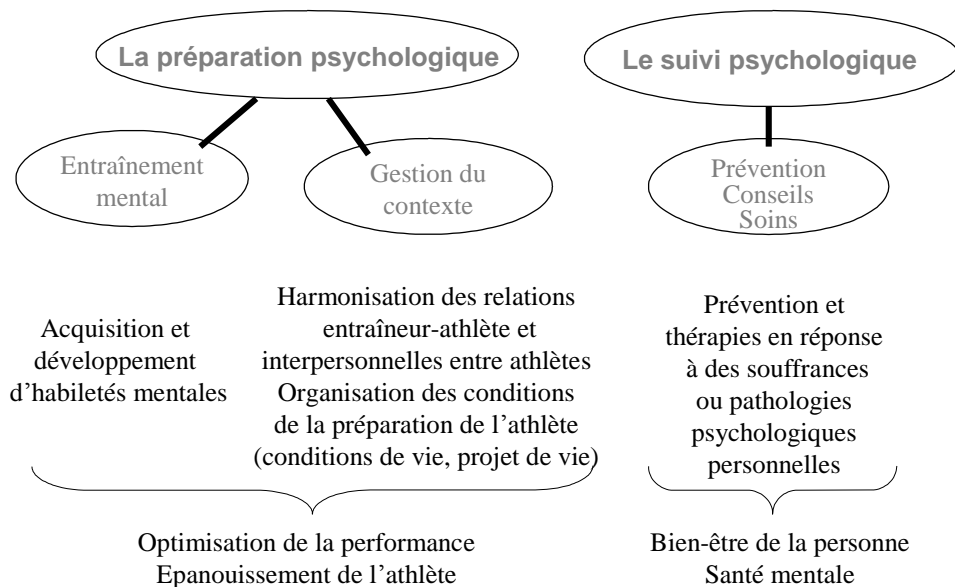 La préparation psychologique
Le suivi psychologique
Entraînement
mental
Gestion du
contexte
Prévention
Conseils
Soins
Acquisition et
développement
d’habiletés mentales
Harmonisation des relations
entraîneur-athlète et
interpersonnelles entre athlètes
Organisation des conditions
de la préparation de l’athlète
(conditions de vie, projet de vie)
Prévention et
thérapies en réponse
à des souffrances
ou pathologies
psychologiques
personnelles
Optimisation de la performance
Epanouissement de l’athlète
Bien-être de la personne
Santé mentale